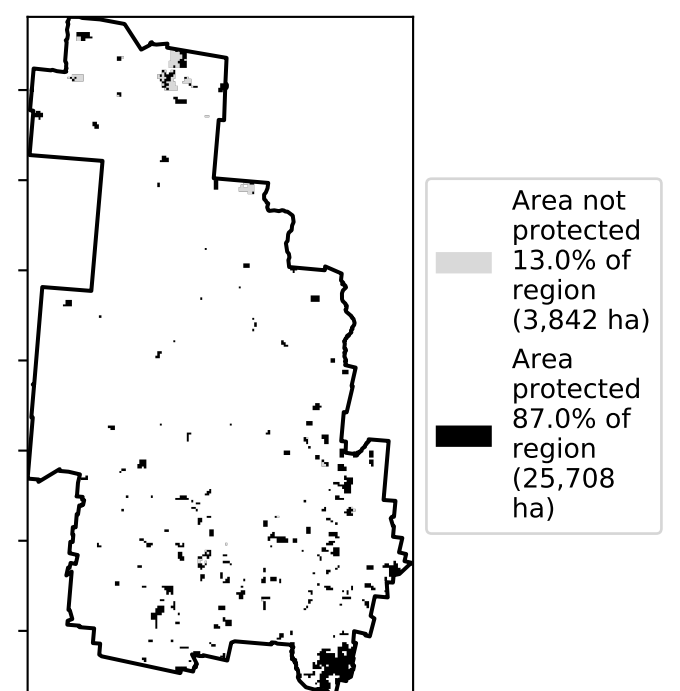 Area not
protected
13.0% of
region
(3,842 ha)
Area
protected
87.0% of
region
(25,708
ha)